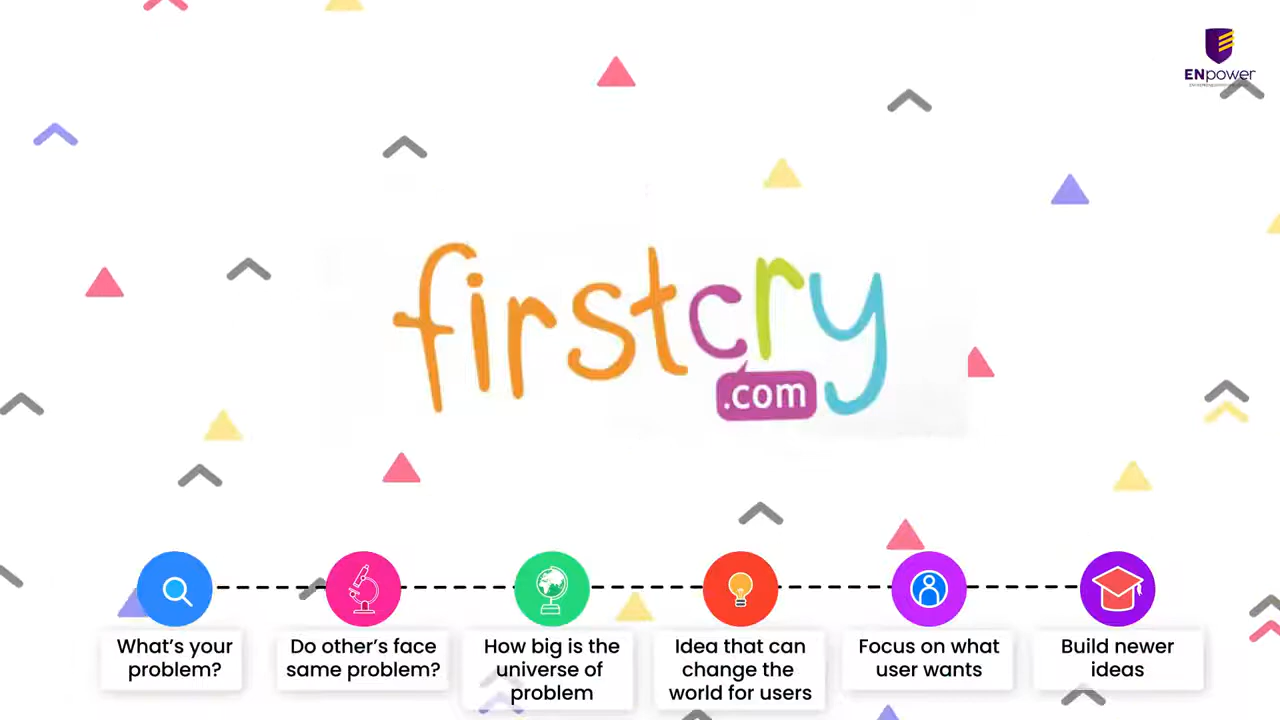 ENpower
firstcry
.com
What's your
problem?
Do other's face
same problem?
How big is the
universe of
problem
Idea that can
change the
world for users
Focus on what
user wants
Build newer
ideas